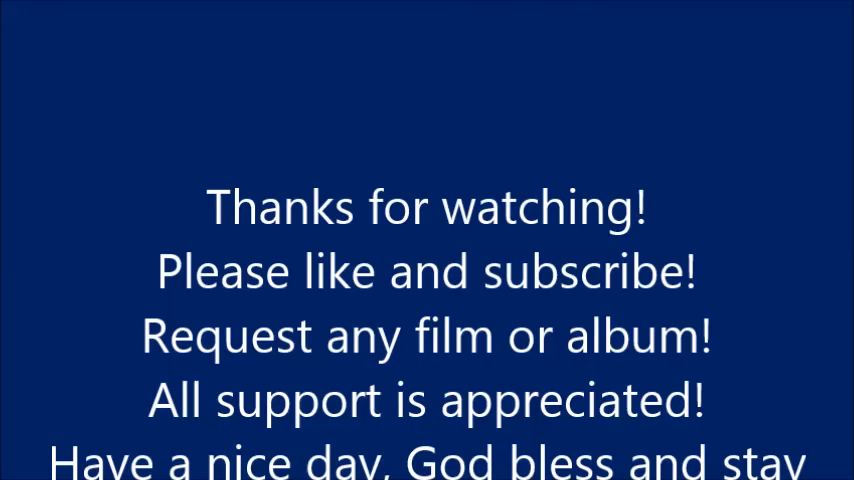 Thanks for watching!
Please like and subscribe!
Request any film or album!
All support is appreciated!
Have a nice day, God bless and stay